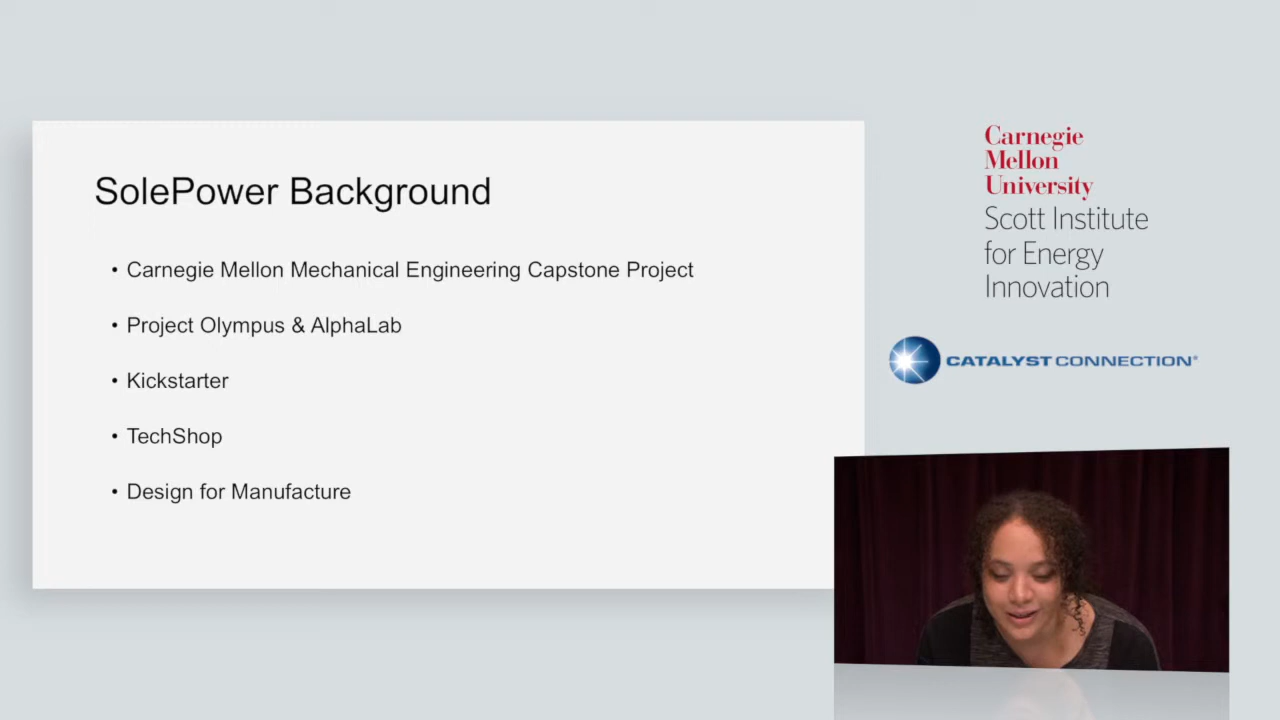 SolePower Background
• Carnegie Mellon Mechanical Engineering Capstone Project
• Project Olympus & AlphaLab
• Kickstarter
• TechShop
• Design for Manufacture
Carnegie
Mellon
University
Scott Institute
for Energy
Innovation
CATALYST CONNECTION®